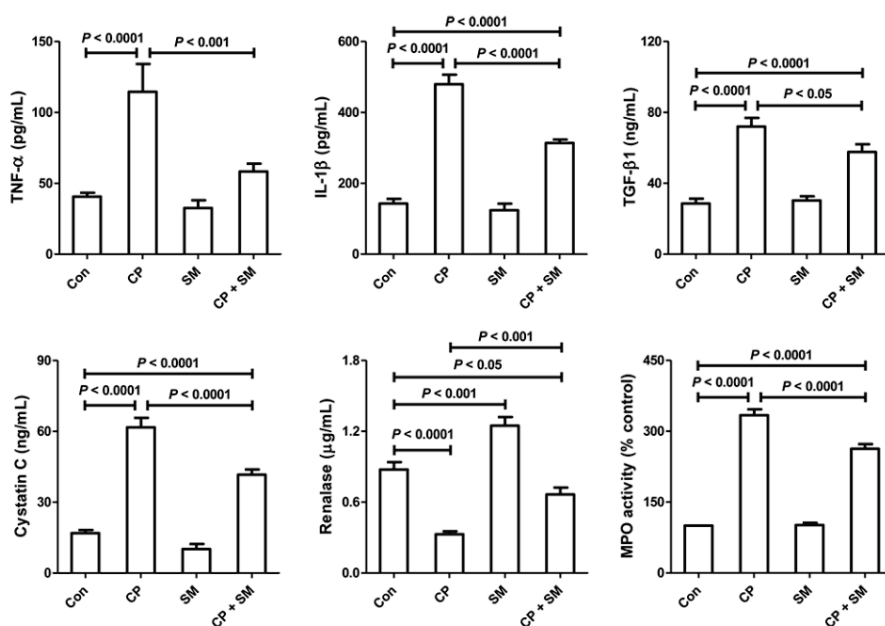 P < 0.0001
P < 0.001
TNF-α (pg/mL)
150
100
50
0
Con
CP
SM
CP + SM
P < 0.0001
P < 0.0001
P < 0.0001
IL-1β (pg/mL)
600
400
200
0
Con
CP
SM
CP + SM
P < 0.0001
P < 0.0001
P < 0.05
TGF-β1 (ng/mL)
120
90
60
30
0
Con
CP
SM
CP + SM
P < 0.0001
P < 0.0001
P < 0.0001
Cystatin C (ng/mL)
90
60
30
0
Con
CP
SM
CP + SM
P < 0.001
P < 0.05
P < 0.001
P < 0.0001
Renalase (μg/mL)
1.8
1.2
0.6
0.0
Con
CP
SM
CP + SM
P < 0.0001
P < 0.0001
P < 0.0001
MPO activity (% control)
450
300
150
0
Con
CP
SM
CP + SM